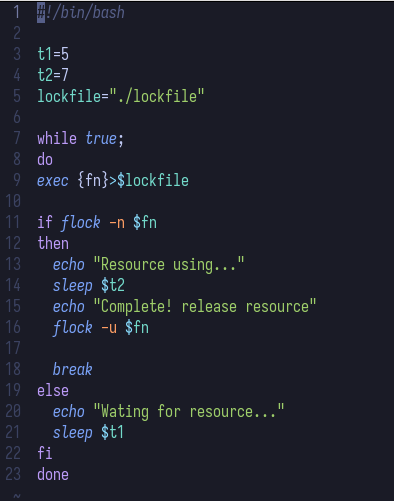 1 #!/bin/bash
2
3 t1=5
4 t2=7
5 lockfile="./lockfile"
6
7 while true;
8 do
9 exec {fn}>$lockfile
10
11 if flock -n $fn
12 then
13   echo "Resource using..."
14   sleep $t2
15   echo "Complete! release resource"
16   flock -u $fn
17
18   break
19 else
20   echo "Wating for resource..."
21   sleep $t1
22 fi
23 done
~